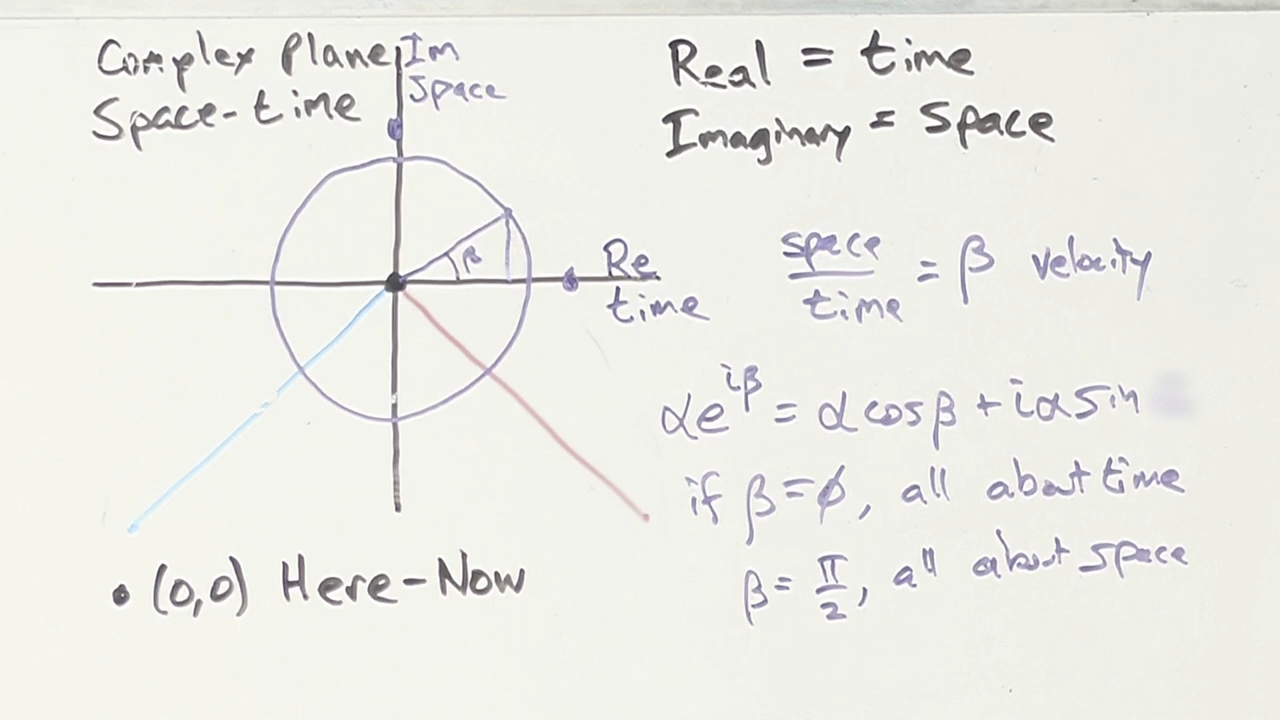 Complex Plane
Space-time
Im
Space
Real = time
Imaginary = Space
β
Re
time
space/time = β velocity
αe^{iβ} = α cosβ + iα sin
if β = ϕ, all about time
β = π/2, all about space
• (0,0) Here-Now